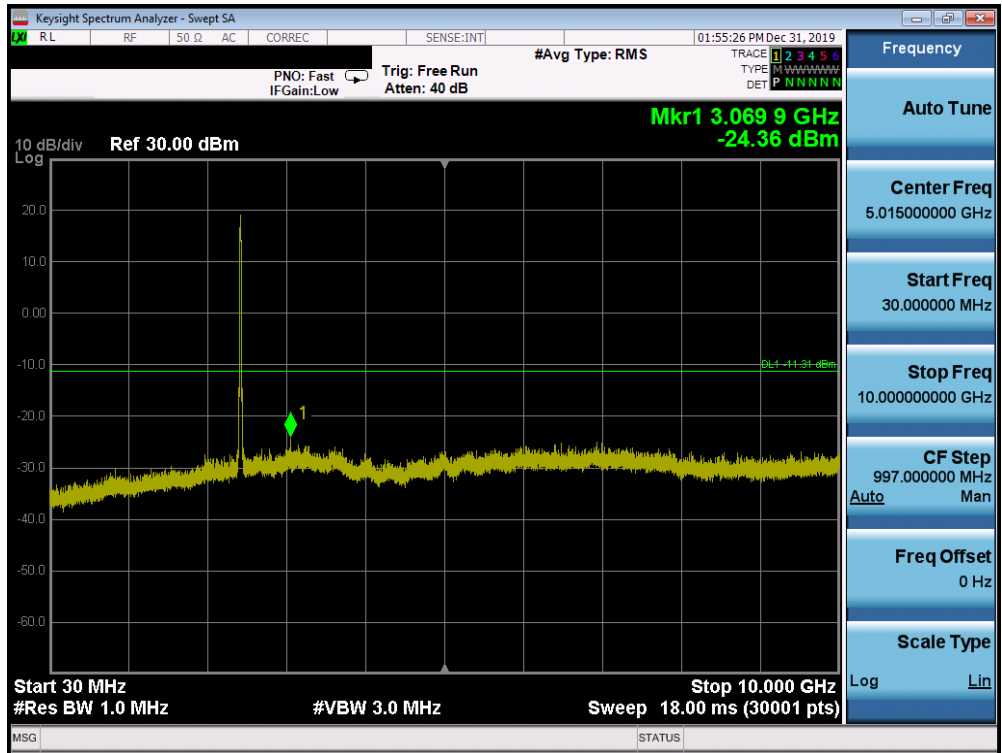 Keysight Spectrum Analyzer - Swept SA
LXI RL RF 50 Ω AC CORREC SENSE:INT 01:55:26 PM Dec 31, 2019
PNO: Fast
IFGain:Low
Trig: Free Run
Atten: 40 dB
#Avg Type: RMS
TRACE 1 2 3 4 5 6
TYPE M WWWWW
DET P N N N N N
Mkr1 3.069 9 GHz
-24.36 dBm
10 dB/div
Log
Ref 30.00 dBm
20.0
10.0
0.00
-10.0
-20.0
-30.0
-40.0
-50.0
-60.0
DL1 -11.31 dBm
1
Start 30 MHz
Stop 10.000 GHz
#Res BW 1.0 MHz
#VBW 3.0 MHz
Sweep 18.00 ms (30001 pts)
MSG
STATUS
Frequency
Auto Tune
Center Freq
5.015000000 GHz
Start Freq
30.000000 MHz
Stop Freq
10.000000000 GHz
CF Step
997.000000 MHz
Auto Man
Freq Offset
0 Hz
Scale Type
Log Lin